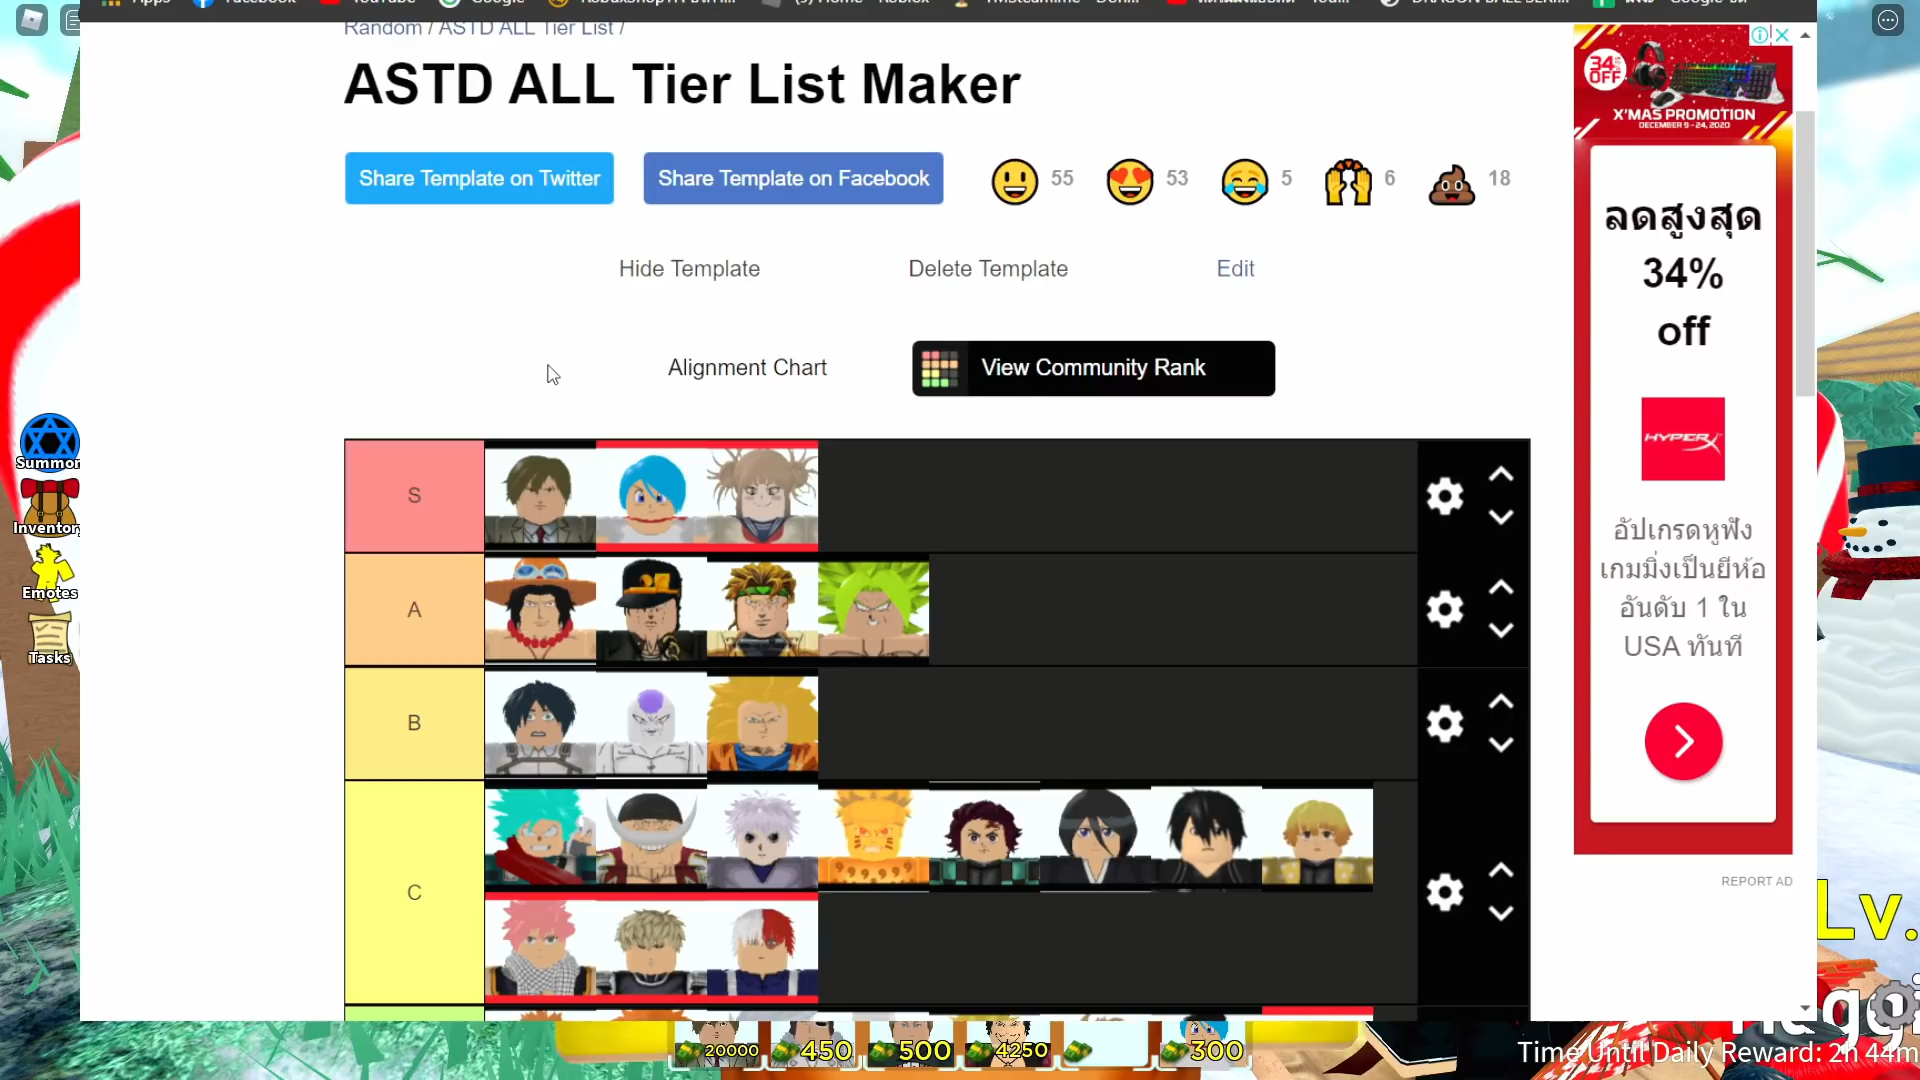 Apps Facebook YouTube Google
Random / ASTD ALL Tier List /
ASTD ALL Tier List Maker
Share Template on Twitter
Share Template on Facebook
55
53
5
6
18
Hide Template
Delete Template
Edit
Alignment Chart
View Community Rank
S
A
B
C
Summon
Inventory
Emotes
Tasks
34%
OFF
X'MAS PROMOTION
DECEMBER 9 - 24, 2020
ลดสูงสุด
34%
off
HYPERX
อัปเกรดหูฟัง
เกมมิ่งเป็นยี่ห้อ
อันดับ 1 ใน
USA ทันที
REPORT AD
Lv.
20000
450
500
4250
300
Time Until Daily Reward: 2h 44m